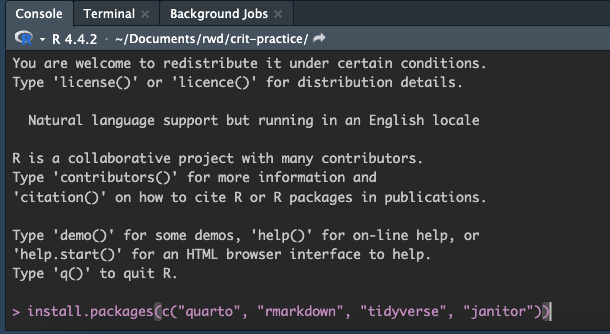 Console Terminal Background Jobs
R 4.4.2 · ~/Documents/rwd/crit-practice/
You are welcome to redistribute it under certain conditions.
Type 'license()' or 'licence()' for distribution details.
Natural language support but running in an English locale
R is a collaborative project with many contributors.
Type 'contributors()' for more information and
'citation()' on how to cite R or R packages in publications.
Type 'demo()' for some demos, 'help()' for on-line help, or
'help.start()' for an HTML browser interface to help.
Type 'q()' to quit R.
> install.packages(c("quarto", "rmarkdown", "tidyverse", "janitor"))